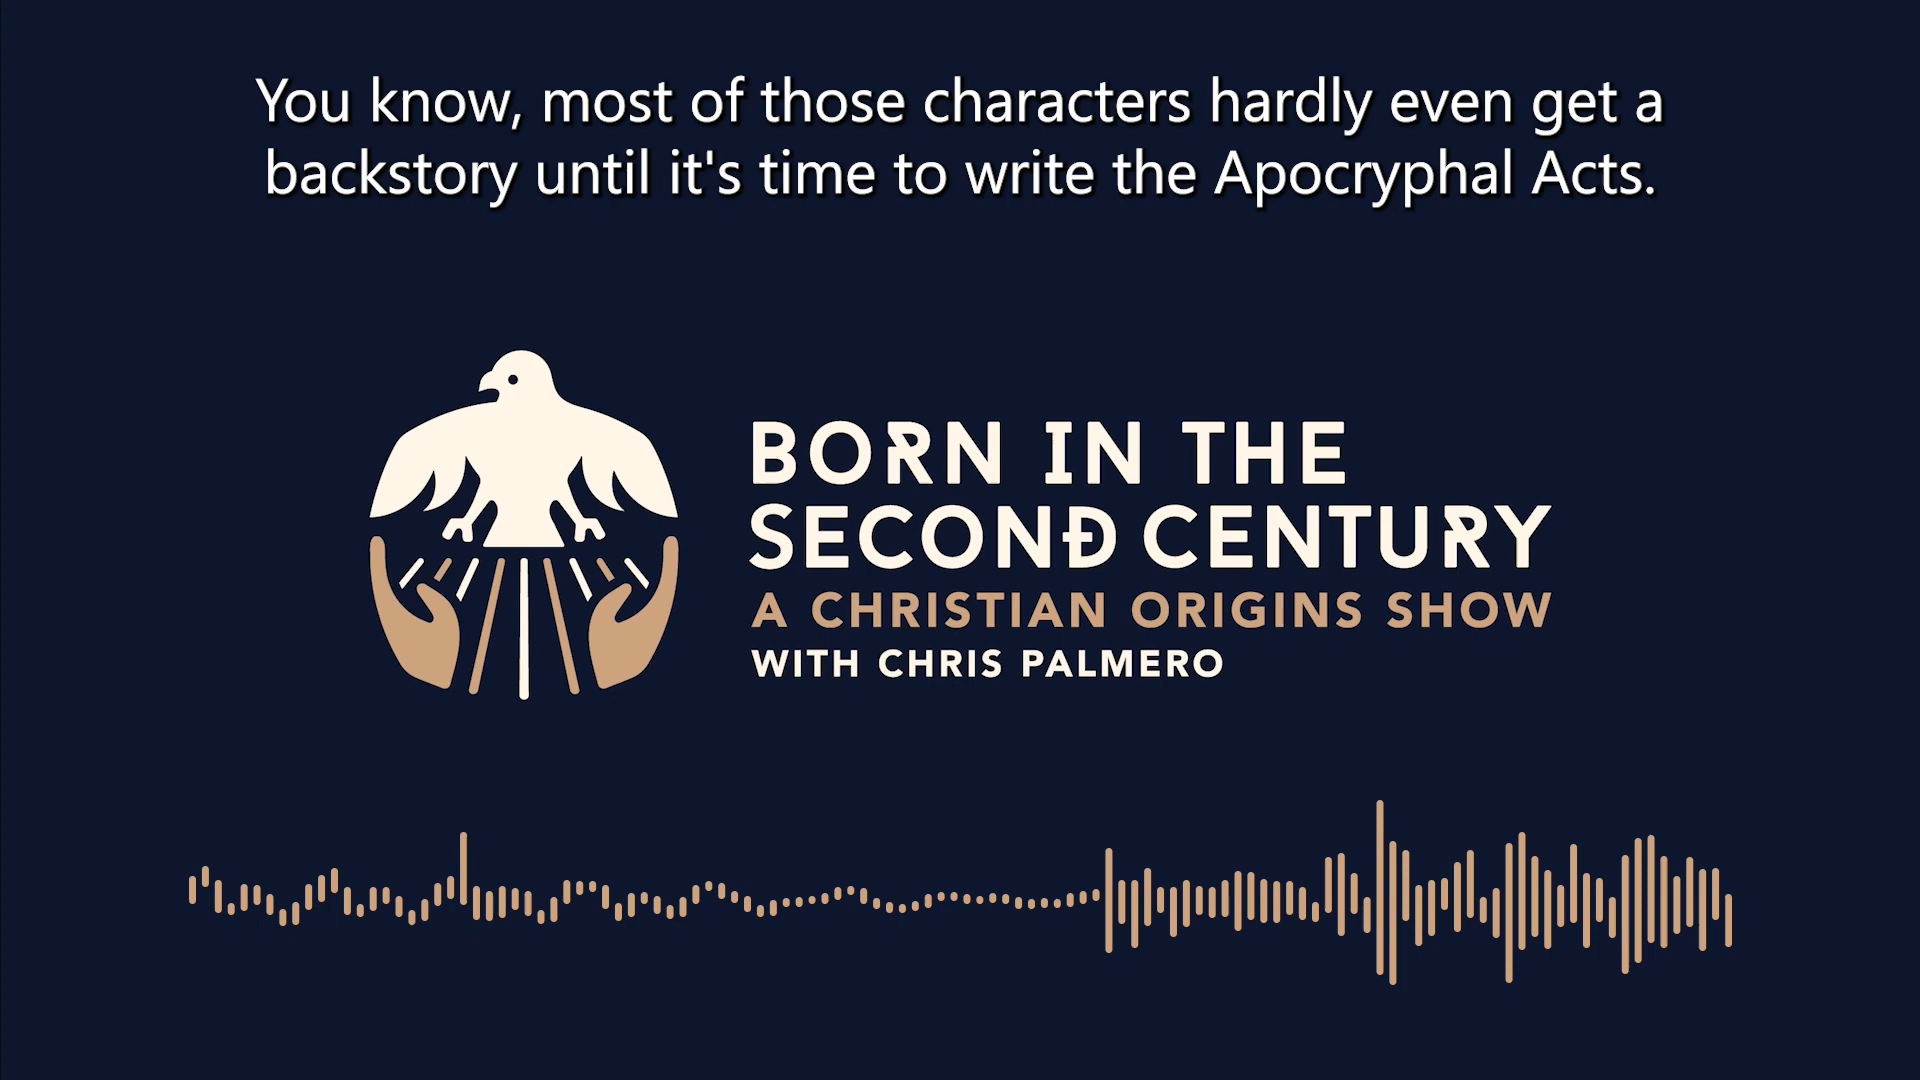 You know, most of those characters hardly even get a
backstory until it's time to write the Apocryphal Acts.
BORN IN THE
SECOND CENTURY
A CHRISTIAN ORIGINS SHOW
WITH CHRIS PALMERO